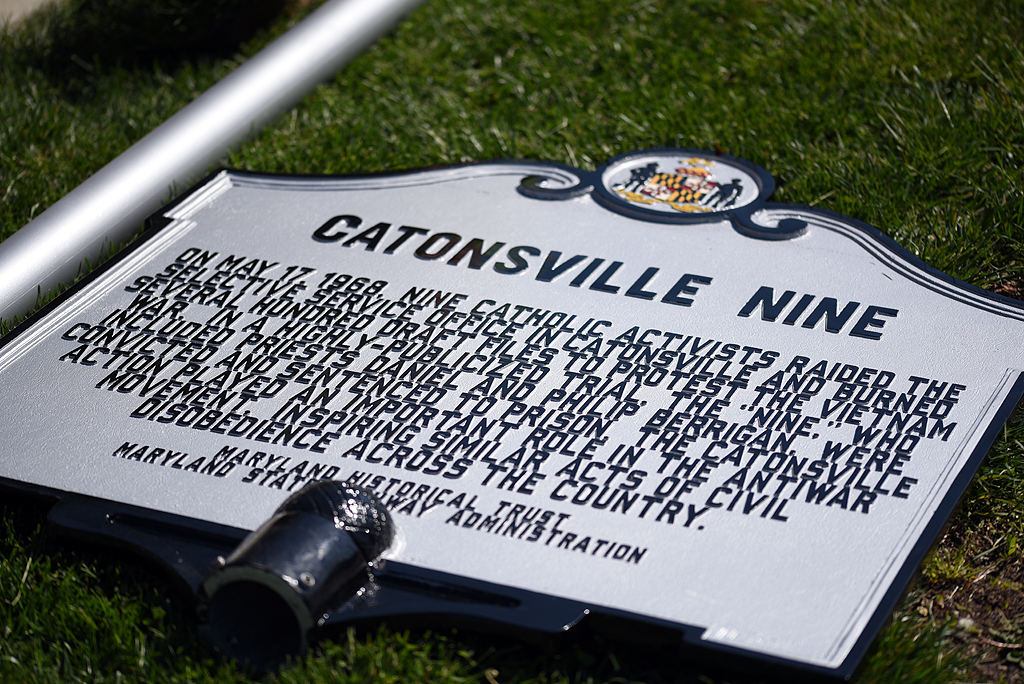 CATONSVILLE NINE
ON MAY 17, 1968, NINE CATHOLIC ACTIVISTS RAIDED THE
SELECTIVE SERVICE OFFICE IN CATONSVILLE AND BURNED
SEVERAL HUNDRED DRAFT FILES TO PROTEST THE VIETNAM
WAR. IN A HIGHLY-PUBLICIZED TRIAL, THE "NINE," WHO
INCLUDED PRIESTS DANIEL AND PHILIP BERRIGAN, WERE
CONVICTED AND SENTENCED TO PRISON. THE CATONSVILLE
ACTION PLAYED AN IMPORTANT ROLE IN THE ANTIWAR
MOVEMENT, INSPIRING SIMILAR ACTS OF CIVIL
DISOBEDIENCE ACROSS THE COUNTRY.
MARYLAND HISTORICAL TRUST
MARYLAND ADMINISTRATION